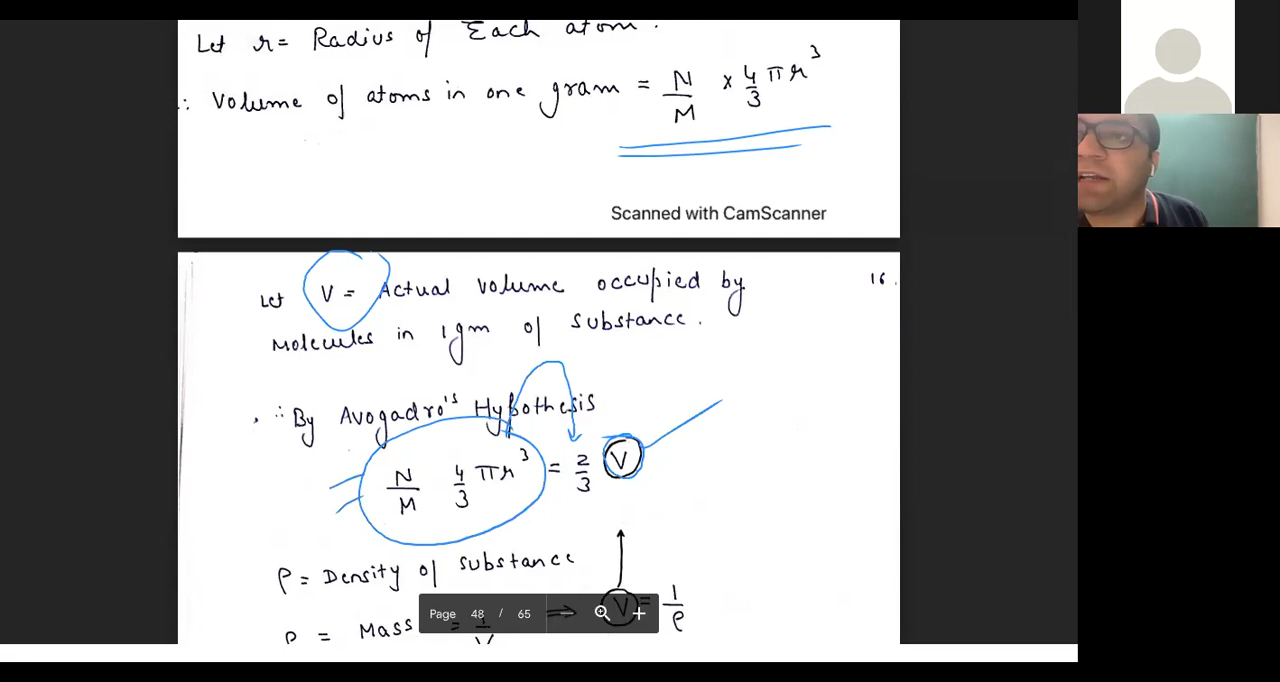 Let r = Radius of Each atom.
∴ Volume of atoms in one gram = N/M × 4/3 πr³
Scanned with CamScanner
16.
Let V = Actual volume occupied by
Molecules in 1gm of substance.
∴ By Avogadro's Hypothesis
N/M 4/3 πr³ = 2/3 V
ρ = Density of substance
ρ = Mass = 1/V ⇒ V = 1/ρ
Page 48 / 65